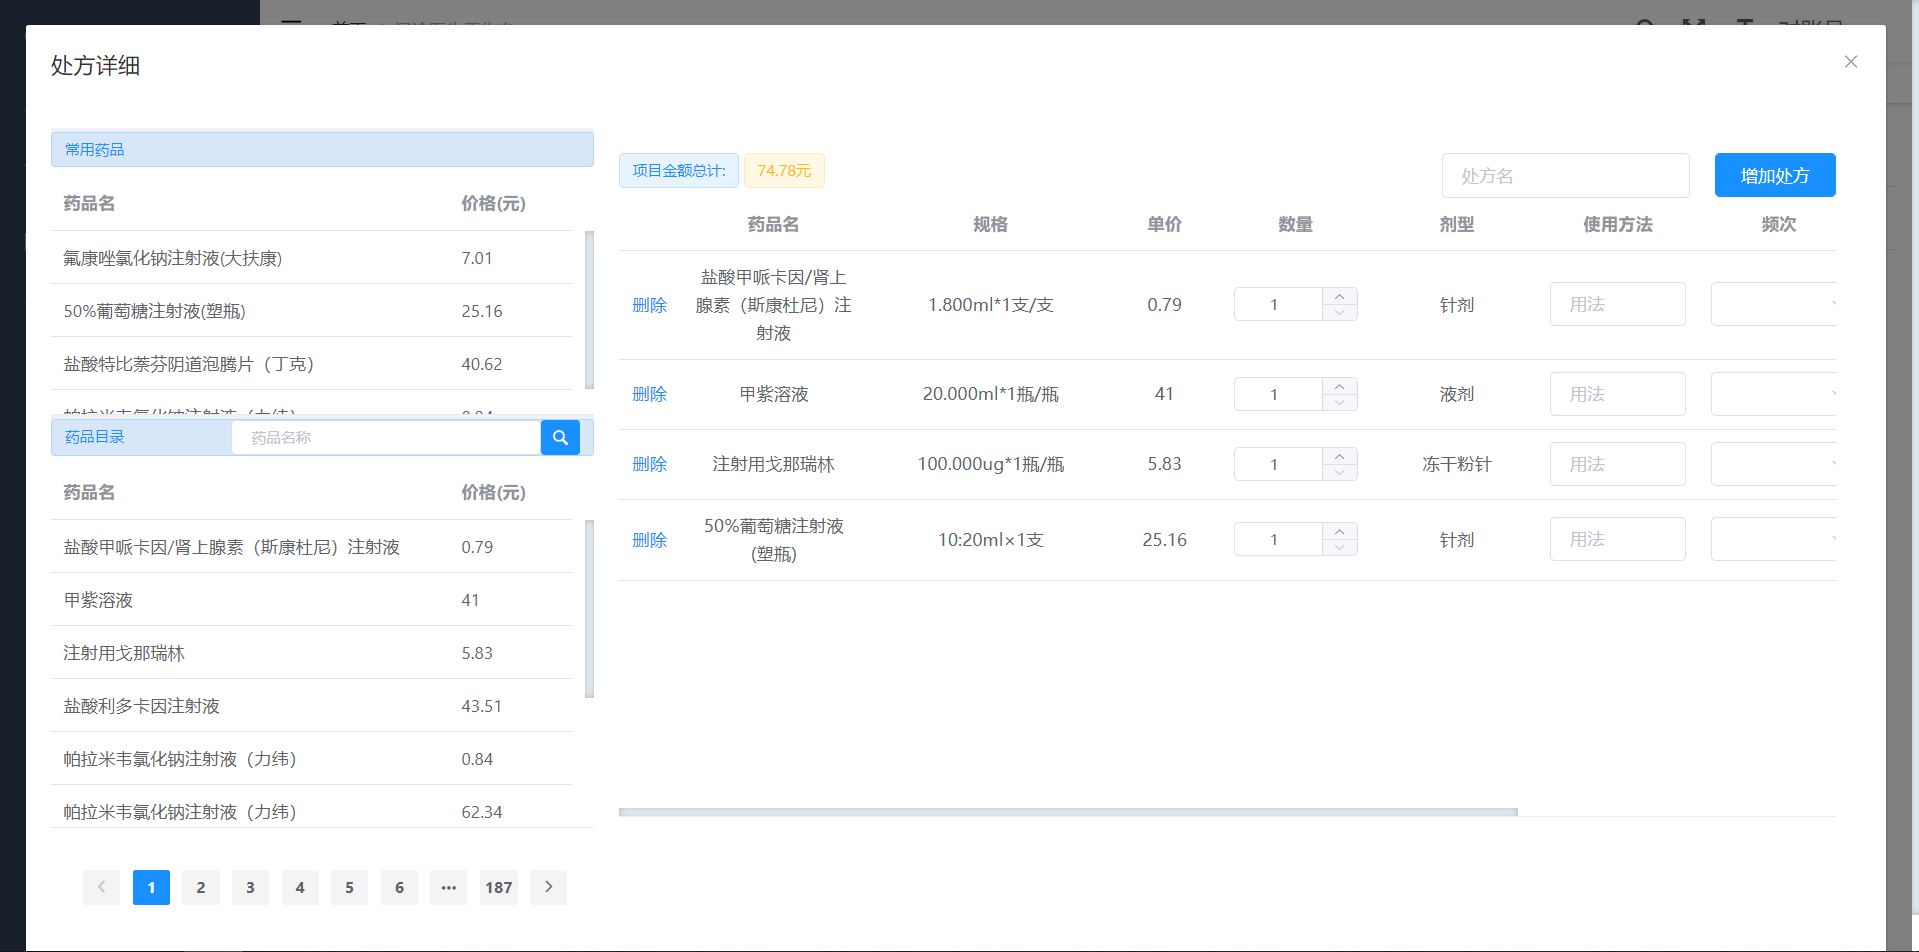 处方详细
常用药品
药品名 价格(元)
氟康唑氯化钠注射液(大扶康) 7.01
50%葡萄糖注射液(塑瓶) 25.16
盐酸特比萘芬阴道泡腾片（丁克） 40.62
药品目录 药品名称
药品名 价格(元)
盐酸甲哌卡因/肾上腺素（斯康杜尼）注射液 0.79
甲紫溶液 41
注射用戈那瑞林 5.83
盐酸利多卡因注射液 43.51
帕拉米韦氯化钠注射液（力纬） 0.84
帕拉米韦氯化钠注射液（力纬） 62.34
1 2 3 4 5 6 ••• 187
项目金额总计: 74.78元 处方名 增加处方
药品名 规格 单价 数量 剂型 使用方法 频次
删除 盐酸甲哌卡因/肾上 1.800ml*1支/支 0.79 1 针剂 用法
腺素（斯康杜尼）注
射液
删除 甲紫溶液 20.000ml*1瓶/瓶 41 1 液剂 用法
删除 注射用戈那瑞林 100.000ug*1瓶/瓶 5.83 1 冻干粉针 用法
删除 50%葡萄糖注射液 10:20ml×1支 25.16 1 针剂 用法
(塑瓶)